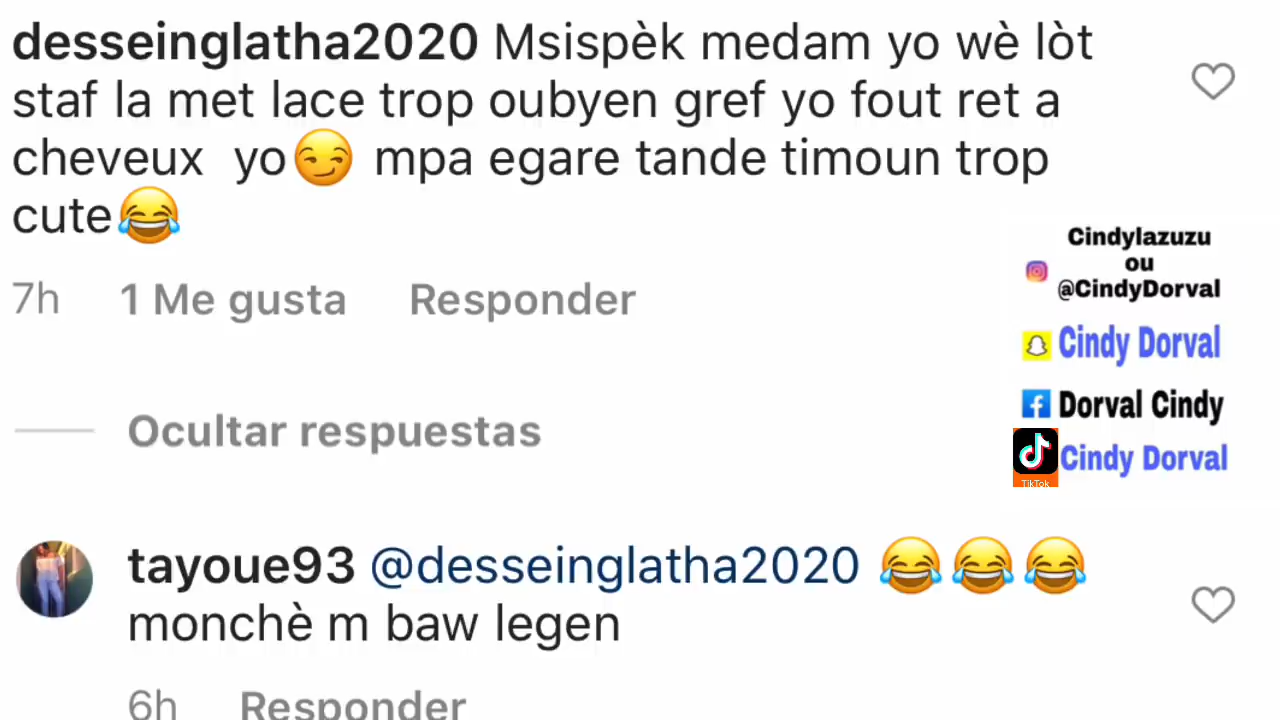 desseinglatha2020 Msispèk medam yo wè lòt
staf la met lace trop oubyen gref yo fout ret a
cheveux yo😏 mpa egare tande timoun trop
cute😂
7h 1 Me gusta Responder
Ocultar respuestas
tayoue93 @desseinglatha2020 😂😂😂
monchè m baw legen
6h Responder
Cindylazuzu
ou
@CindyDorval
Cindy Dorval
Dorval Cindy
Cindy Dorval
TikTok